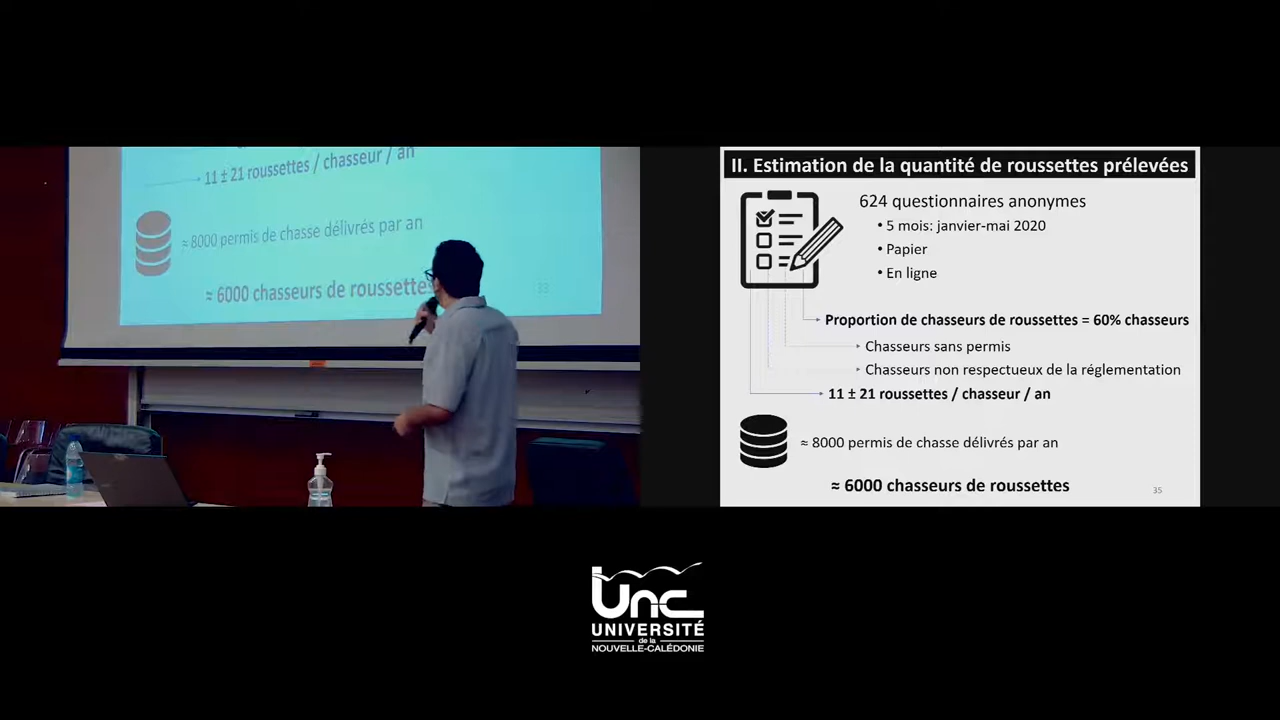 11 ± 21 roussettes / chasseur / an
≈ 8000 permis de chasse délivrés par an
≈ 6000 chasseurs de roussettes
II. Estimation de la quantité de roussettes prélevées
624 questionnaires anonymes
• 5 mois: janvier-mai 2020
• Papier
• En ligne
Proportion de chasseurs de roussettes = 60% chasseurs
Chasseurs sans permis
Chasseurs non respectueux de la réglementation
11 ± 21 roussettes / chasseur / an
≈ 8000 permis de chasse délivrés par an
≈ 6000 chasseurs de roussettes
35
unc
UNIVERSITÉ
de la
NOUVELLE-CALÉDONIE